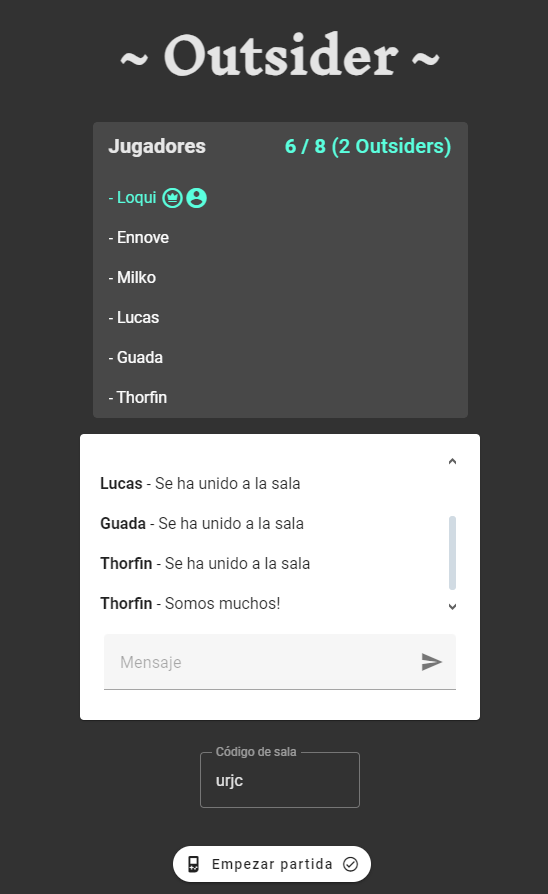 ~ Outsider ~
Jugadores 6 / 8 (2 Outsiders)
- Loqui
- Ennove
- Milko
- Lucas
- Guada
- Thorfin
Lucas - Se ha unido a la sala
Guada - Se ha unido a la sala
Thorfin - Se ha unido a la sala
Thorfin - Somos muchos!
Mensaje
Código de sala
urjc
Empezar partida